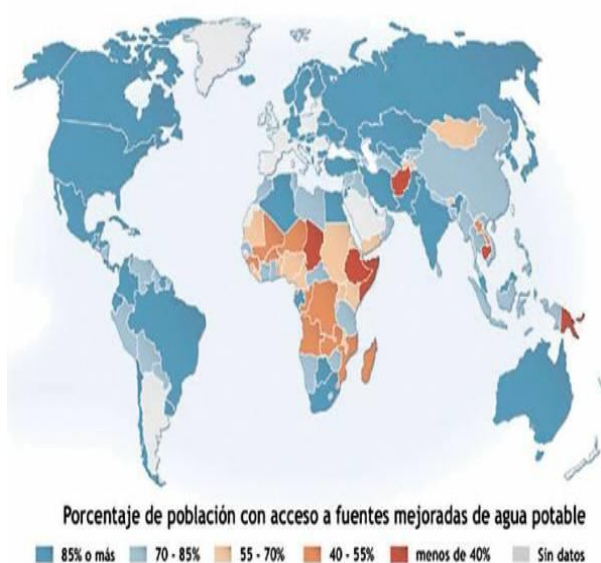 Porcentaje de población con acceso a fuentes mejoradas de agua potable
85% o más 70 - 85% 55 - 70% 40 - 55% menos de 40% Sin datos